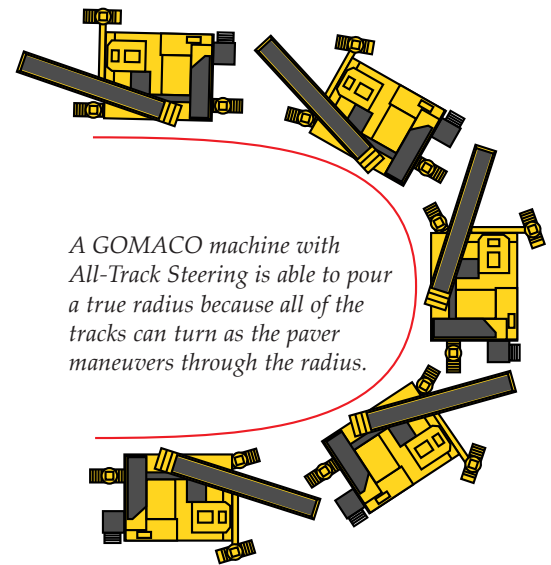 A GOMACO machine with
All-Track Steering is able to pour
a true radius because all of the
tracks can turn as the paver
maneuvers through the radius.